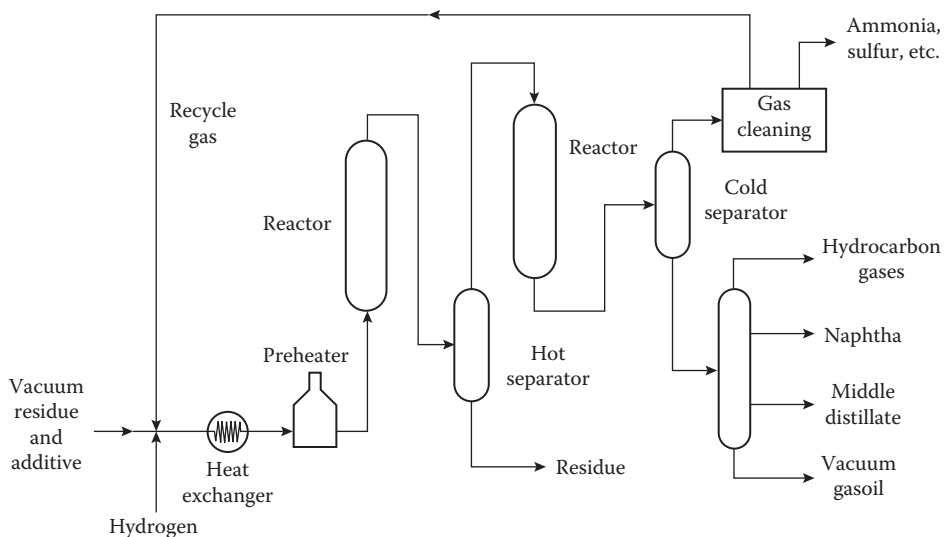 Ammonia,
sulfur, etc.
Recycle
gas
Gas
cleaning
Reactor
Reactor
Cold
separator
Hydrocarbon
gases
Naphtha
Preheater
Hot
separator
Vacuum
residue
and
additive
Middle
distillate
Heat
exchanger
Residue
Vacuum
gasoil
Hydrogen